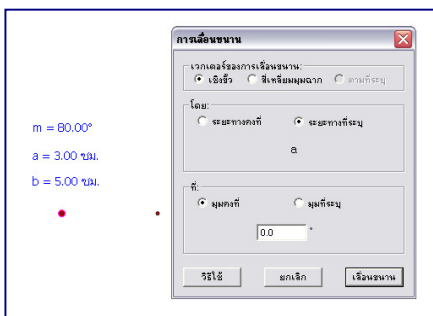 การเลื่อนขนาน
เวกเตอร์ของการเลื่อนขนาน:
เชิงขั้ว สี่เหลี่ยมมุมฉาก ตามที่ระบุ
โดย:
ระยะทางคงที่ ระยะทางที่ระบุ
a
ที่:
มุมคงที่ มุมที่ระบุ
0.0 °
วิธีใช้ ยกเลิก เลื่อนขนาน
m = 80.00°
a = 3.00 ซม.
b = 5.00 ซม.